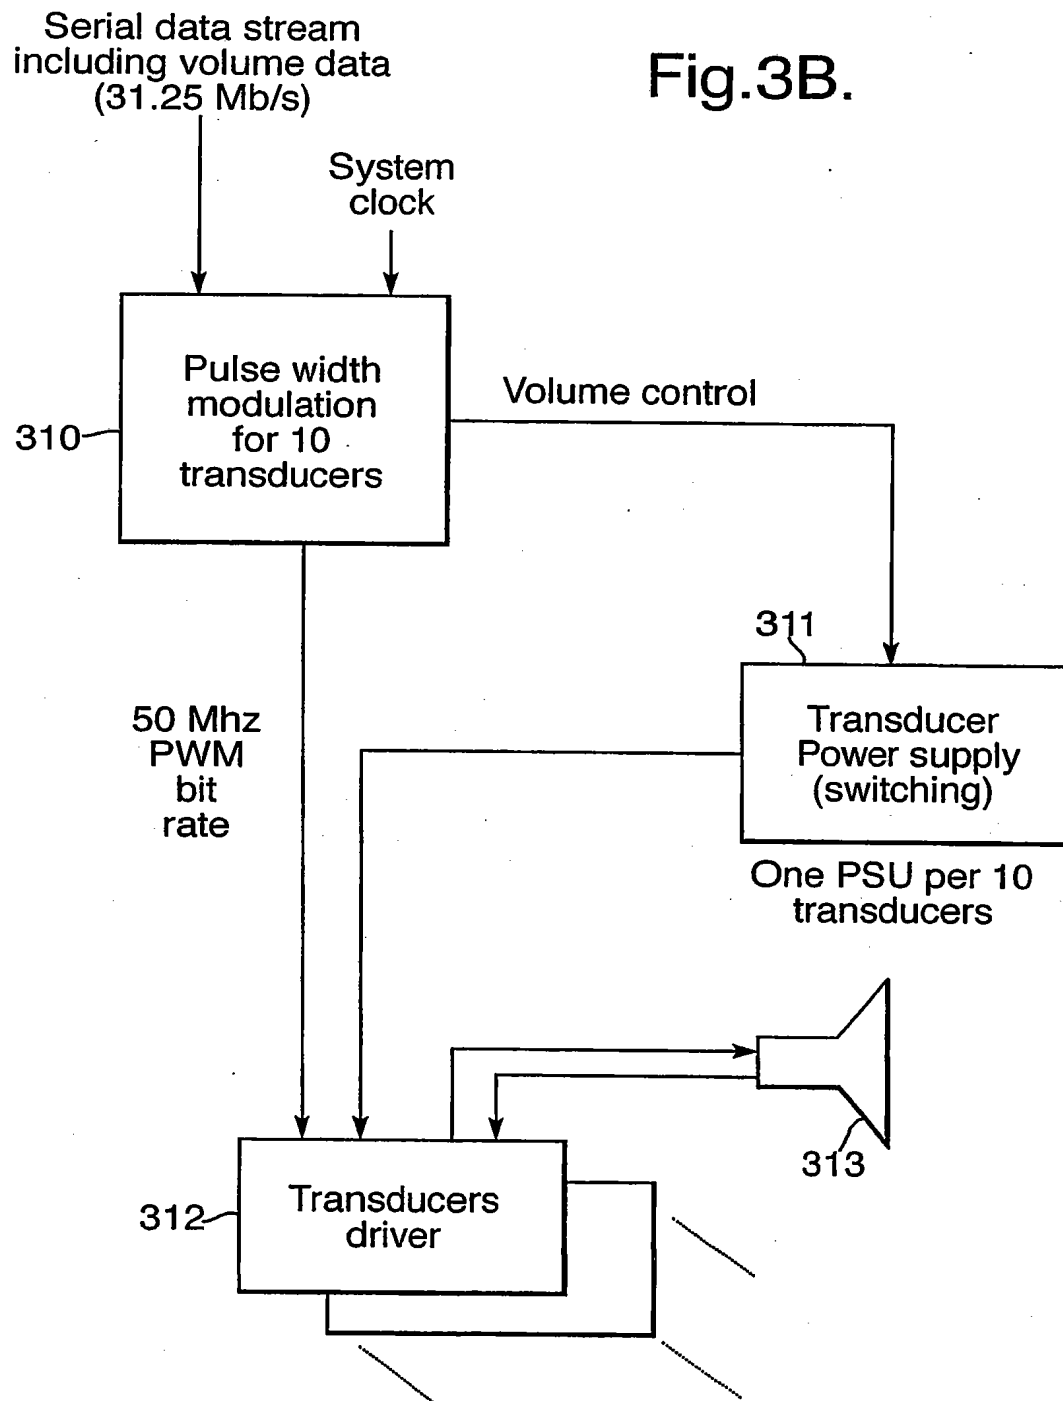 Serial data stream
including volume data
(31.25 Mb/s)
Fig.3B.
System
clock
Pulse width
modulation
for 10
transducers
310
Volume control
311
50 Mhz
PWM
bit
rate
Transducer
Power supply
(switching)
One PSU per 10
transducers
313
312
Transducers
driver